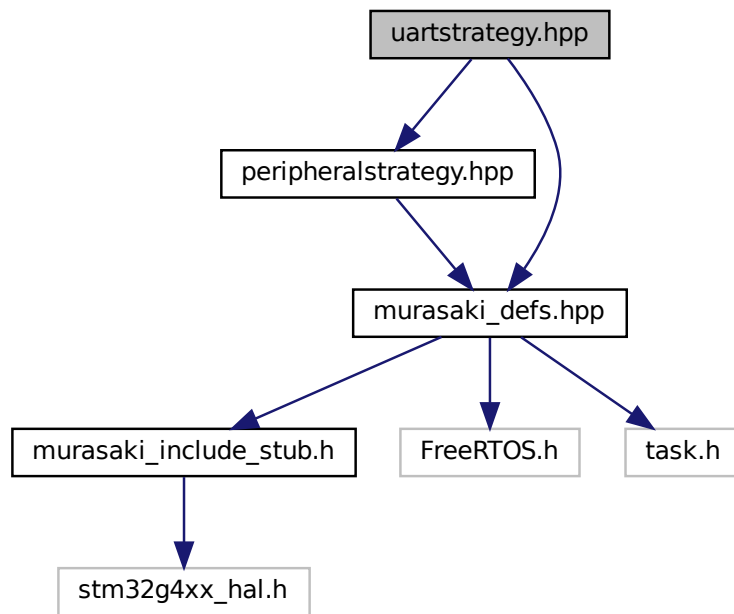 uartstrategy.hpp
peripheralstrategy.hpp
murasaki_defs.hpp
murasaki_include_stub.h
FreeRTOS.h
task.h
stm32g4xx_hal.h